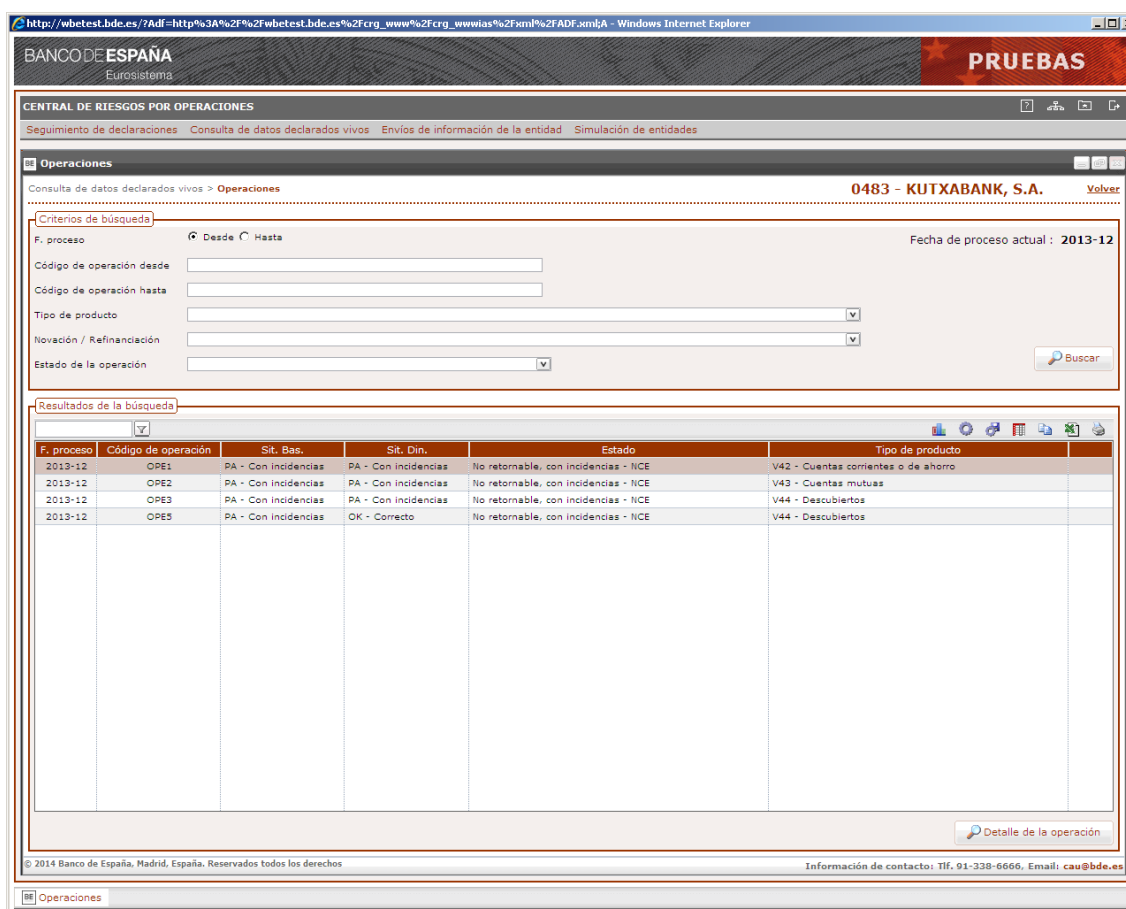 http://wbetest.bde.es/?Adf=http%3A%2F%2Fwbetest.bde.es%2Fcrg_www%2Fcrg_wwwias%2Fxml%2FADF.xml;A - Windows Internet Explorer
BANCO DE ESPAÑA
Eurosistema
PRUEBAS
CENTRAL DE RIESGOS POR OPERACIONES
Seguimiento de declaraciones Consulta de datos declarados vivos Envíos de información de la entidad Simulación de entidades
BE Operaciones
Consulta de datos declarados vivos > Operaciones 0483 - KUTXABANK, S.A. Volver
Criterios de búsqueda
F. proceso Desde Hasta Fecha de proceso actual : 2013-12
Código de operación desde
Código de operación hasta
Tipo de producto
Novación / Refinanciación
Estado de la operación
Buscar
Resultados de la búsqueda
F. proceso Código de operación Sit. Bas. Sit. Din. Estado Tipo de producto
2013-12 OPE1 PA - Con incidencias PA - Con incidencias No retornable, con incidencias - NCE V42 - Cuentas corrientes o de ahorro
2013-12 OPE2 PA - Con incidencias PA - Con incidencias No retornable, con incidencias - NCE V43 - Cuentas mutuas
2013-12 OPE3 PA - Con incidencias PA - Con incidencias No retornable, con incidencias - NCE V44 - Descubiertos
2013-12 OPE5 PA - Con incidencias OK - Correcto No retornable, con incidencias - NCE V44 - Descubiertos
Detalle de la operación
© 2014 Banco de España, Madrid, España. Reservados todos los derechos
Información de contacto: Tlf. 91-338-6666, Email: cau@bde.es
BE Operaciones